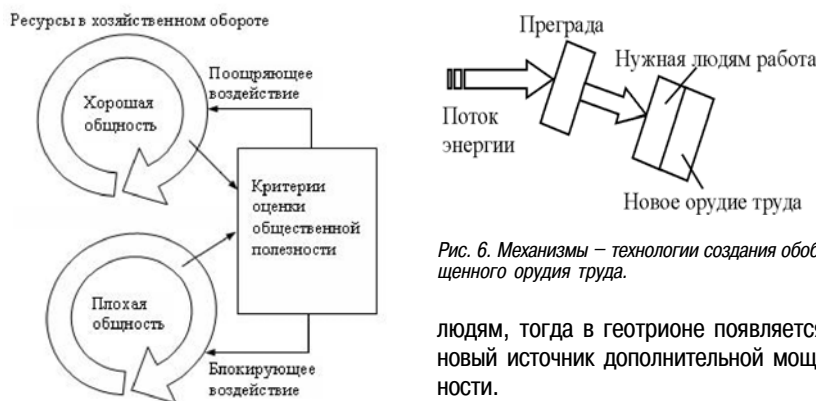 Ресурсы в хозяйственном обороте
Хорошая
общность
Поощряющее
воздействие
Критерии
оценки
общественной
полезности
Плохая
общность
Блокирующее
воздействие
Преграда
Нужная людям работа
Поток
энергии
Новое орудие труда
Рис. 6. Механизмы – технологии создания обоб
щенного орудия труда.
людям, тогда в геотрионе появляется
новый источник дополнительной мощ
ности.